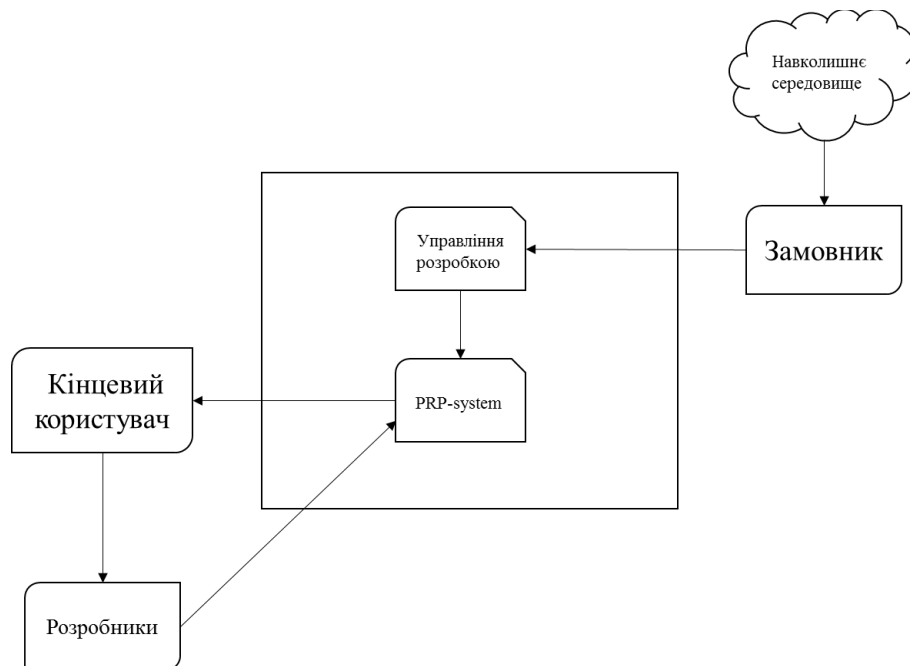 Навколишнє
середовище
Замовник
Управління
розробкою
PRP-system
Кінцевий
користувач
Розробники